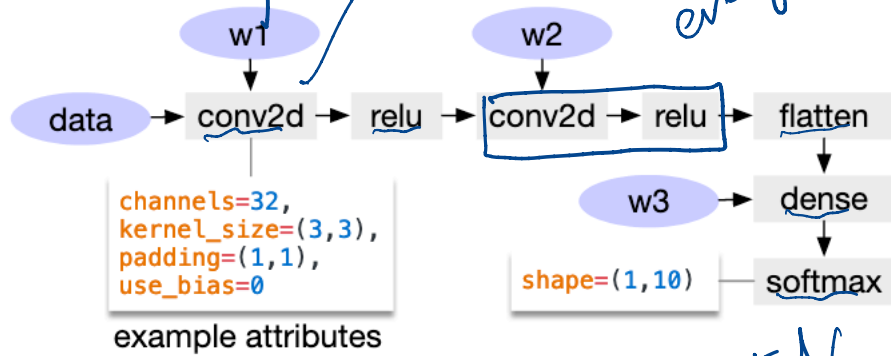 w1
w2
data
conv2d
relu
conv2d
relu
flatten
channels=32,
kernel_size=(3,3),
padding=(1,1),
use_bias=0
example attributes
w3
dense
shape=(1,10)
softmax